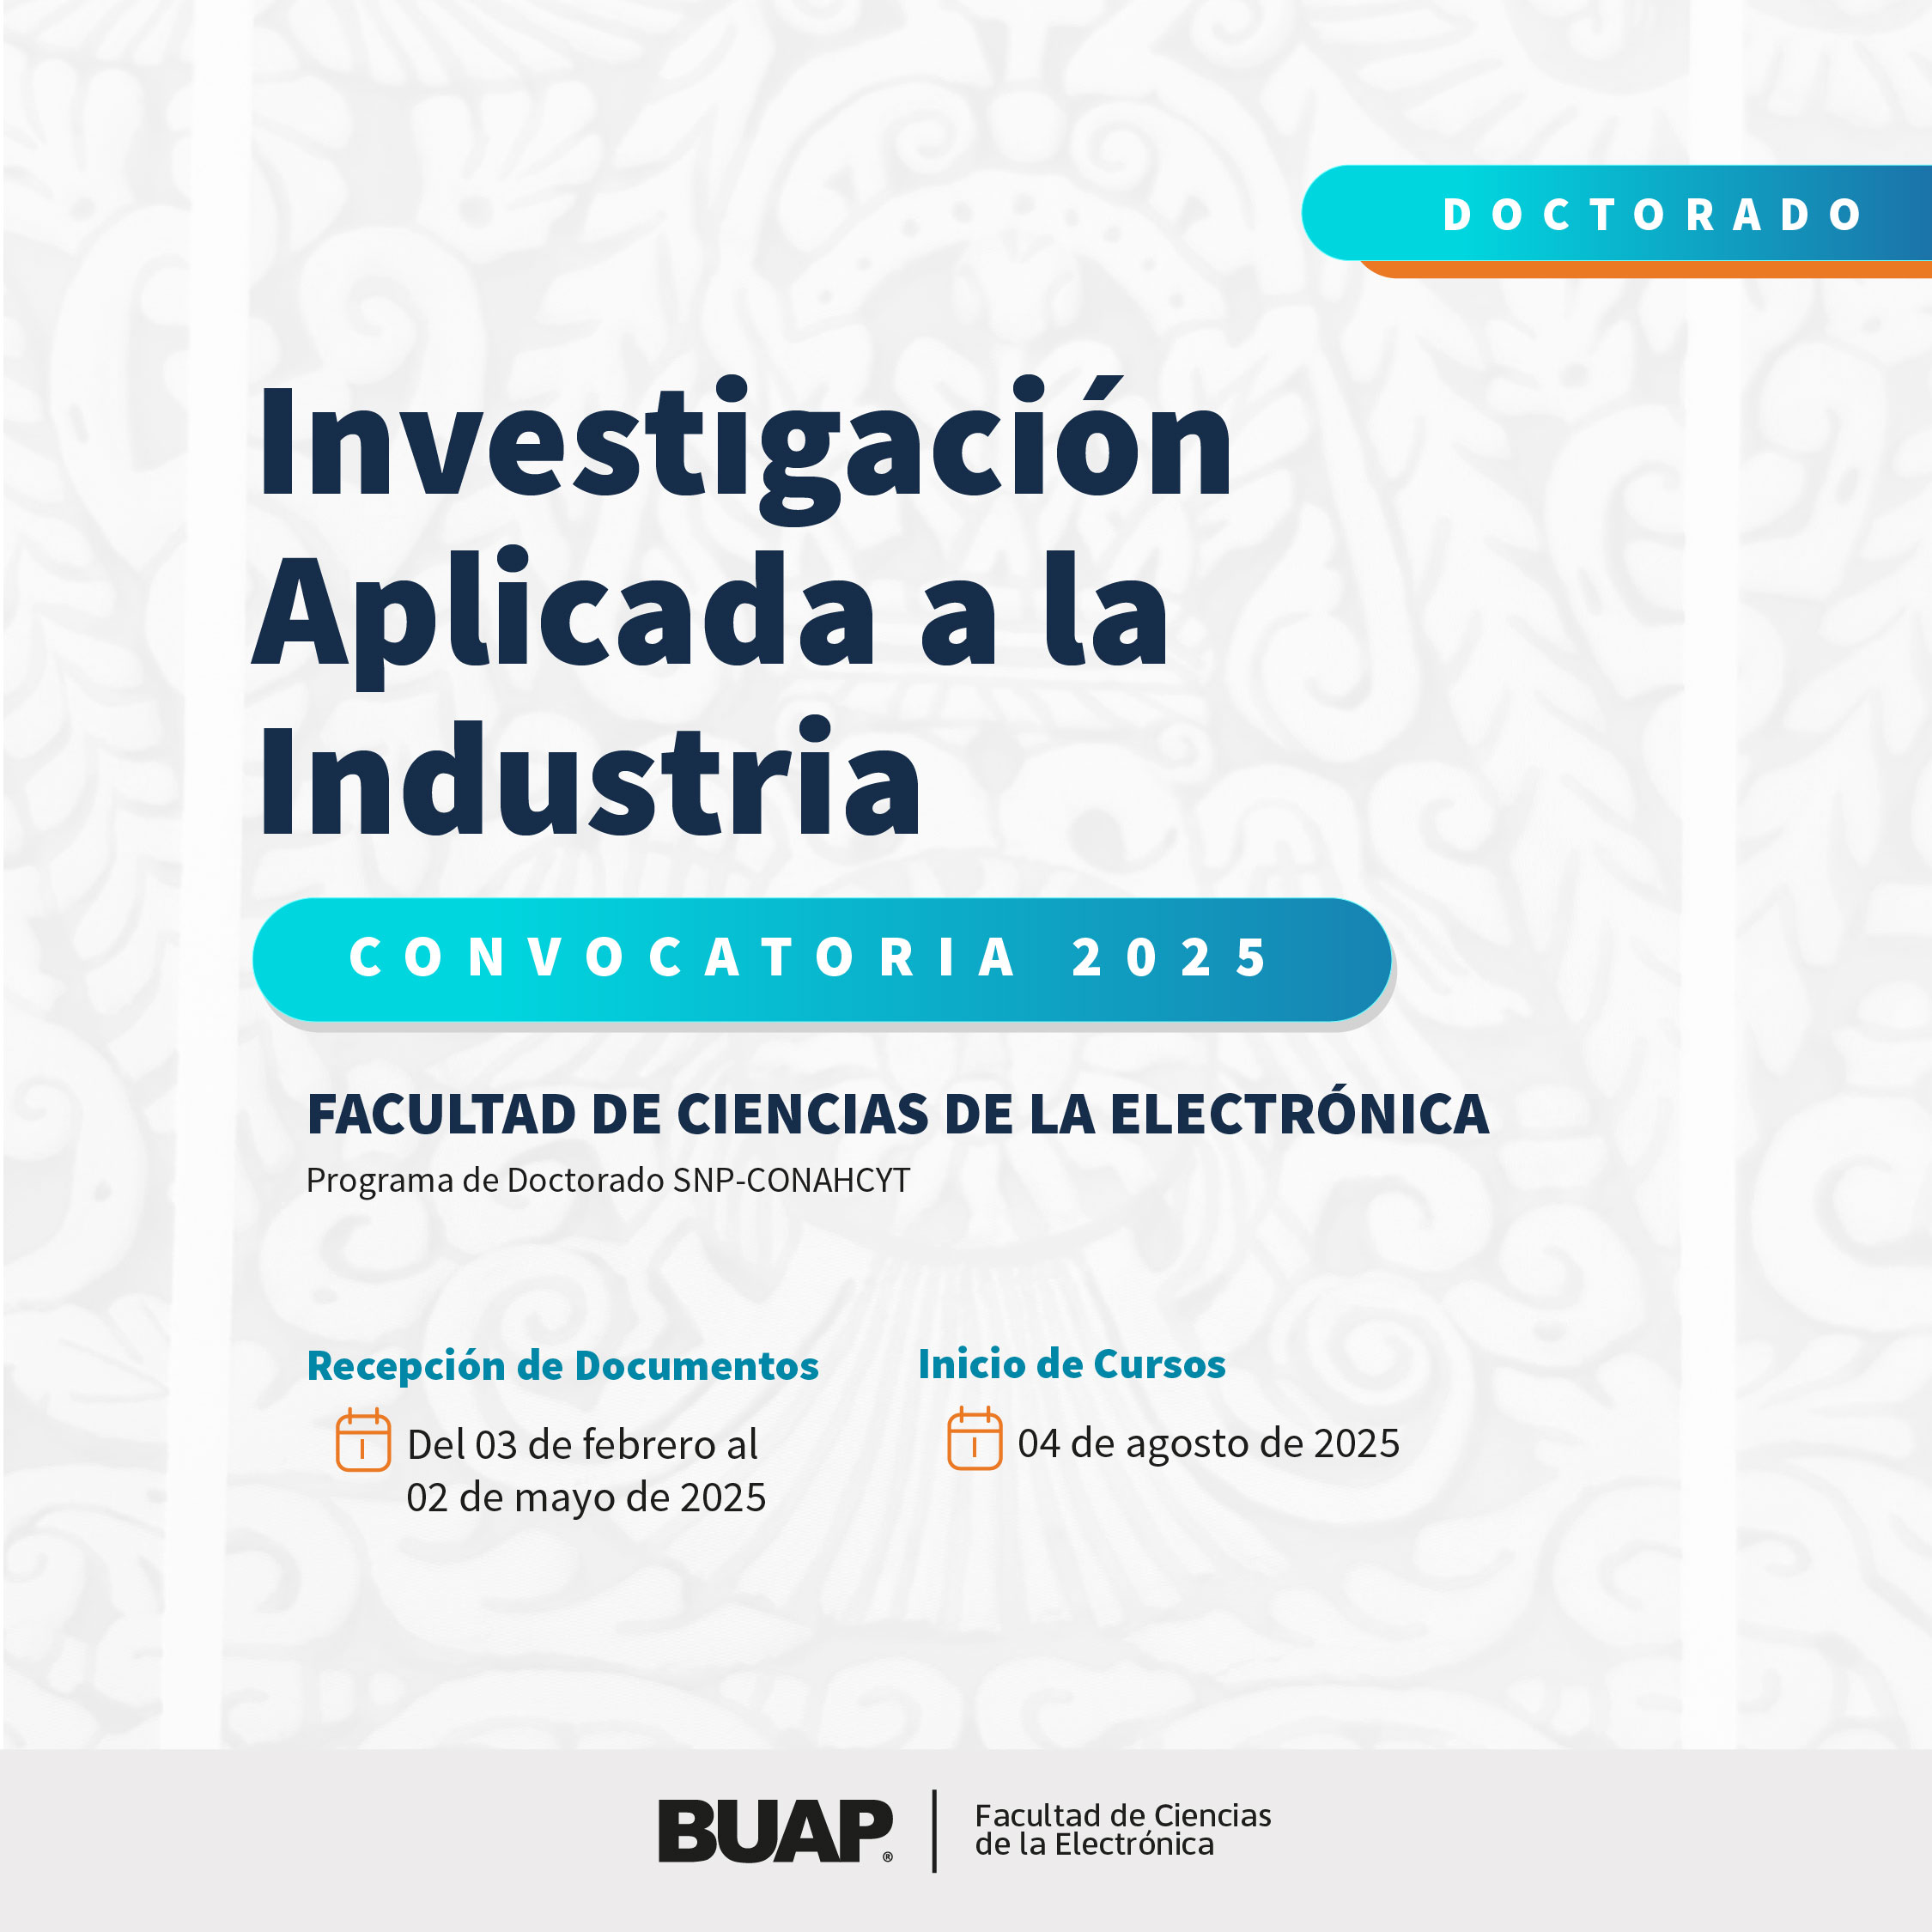 DOCTORADO
Investigación
Aplicada a la
Industria
CONVOCATORIA 2025
FACULTAD DE CIENCIAS DE LA ELECTRÓNICA
Programa de Doctorado SNP-CONAHCYT
Recepción de Documentos
Del 03 de febrero al
02 de mayo de 2025
Inicio de Cursos
04 de agosto de 2025
BUAP®
Facultad de Ciencias
de la Electrónica